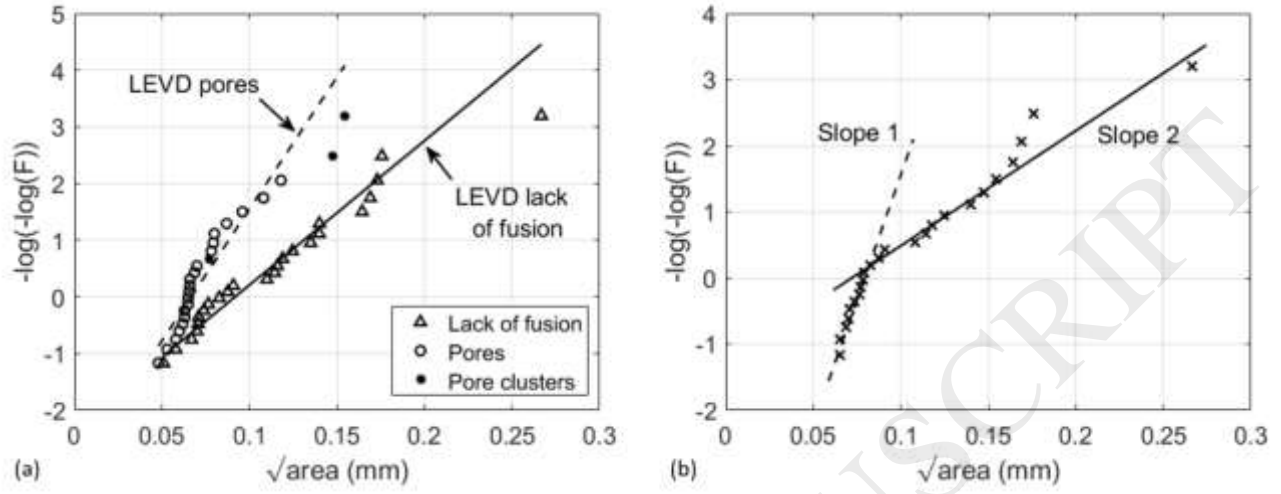 5
4
3
2
1
0
-1
-2
-log(-log(F))
LEVD pores
LEVD lack
of fusion
Lack of fusion
Pores
Pore clusters
0
0.05
0.1
0.15
0.2
0.25
0.3
(a)
√area (mm)
4
3
2
1
0
-1
-2
-log(-log(F))
Slope 1
Slope 2
0
0.05
0.1
0.15
0.2
0.25
0.3
(b)
√area (mm)
NUSCRIPT